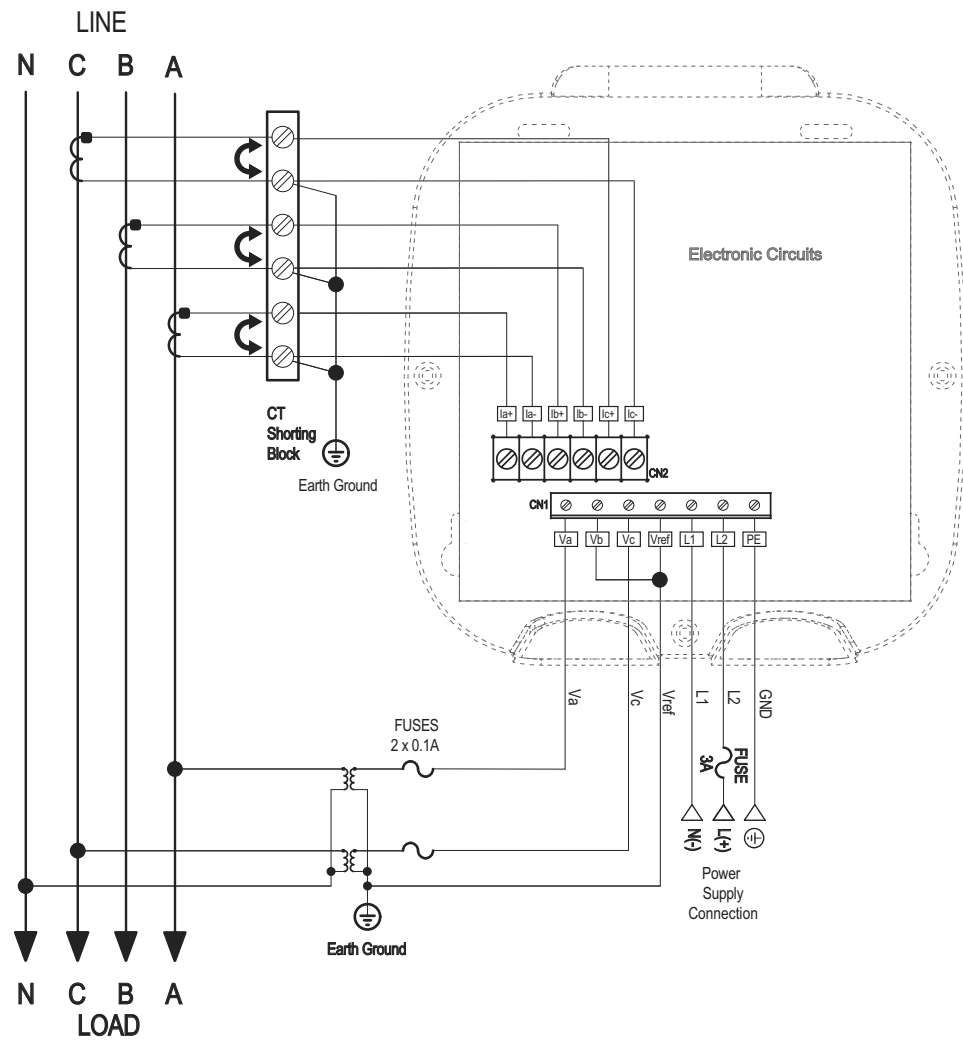 LINE
N C B A
Electronic Circuits
Ia+ Ia- Ib+ Ib- Ic+ Ic-
CT
Shorting
Block
CN2
Earth Ground
CN1
Va Vb Vc Vref L1 L2 PE
Va Vc Vref L1 L2 GND
FUSES
2 x 0.1A
FUSE
3A
N(-) L(+)
Power
Supply
Connection
Earth Ground
N C B A
LOAD